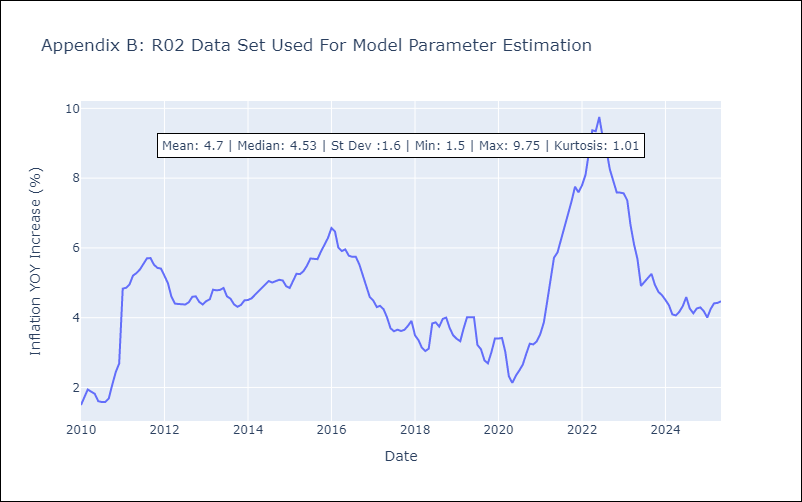 Appendix B: R02 Data Set Used For Model Parameter Estimation
Mean: 4.7 | Median: 4.53 | St Dev :1.6 | Min: 1.5 | Max: 9.75 | Kurtosis: 1.01
Inflation YOY Increase (%)
10
8
6
4
2
2010 2012 2014 2016 2018 2020 2022 2024
Date